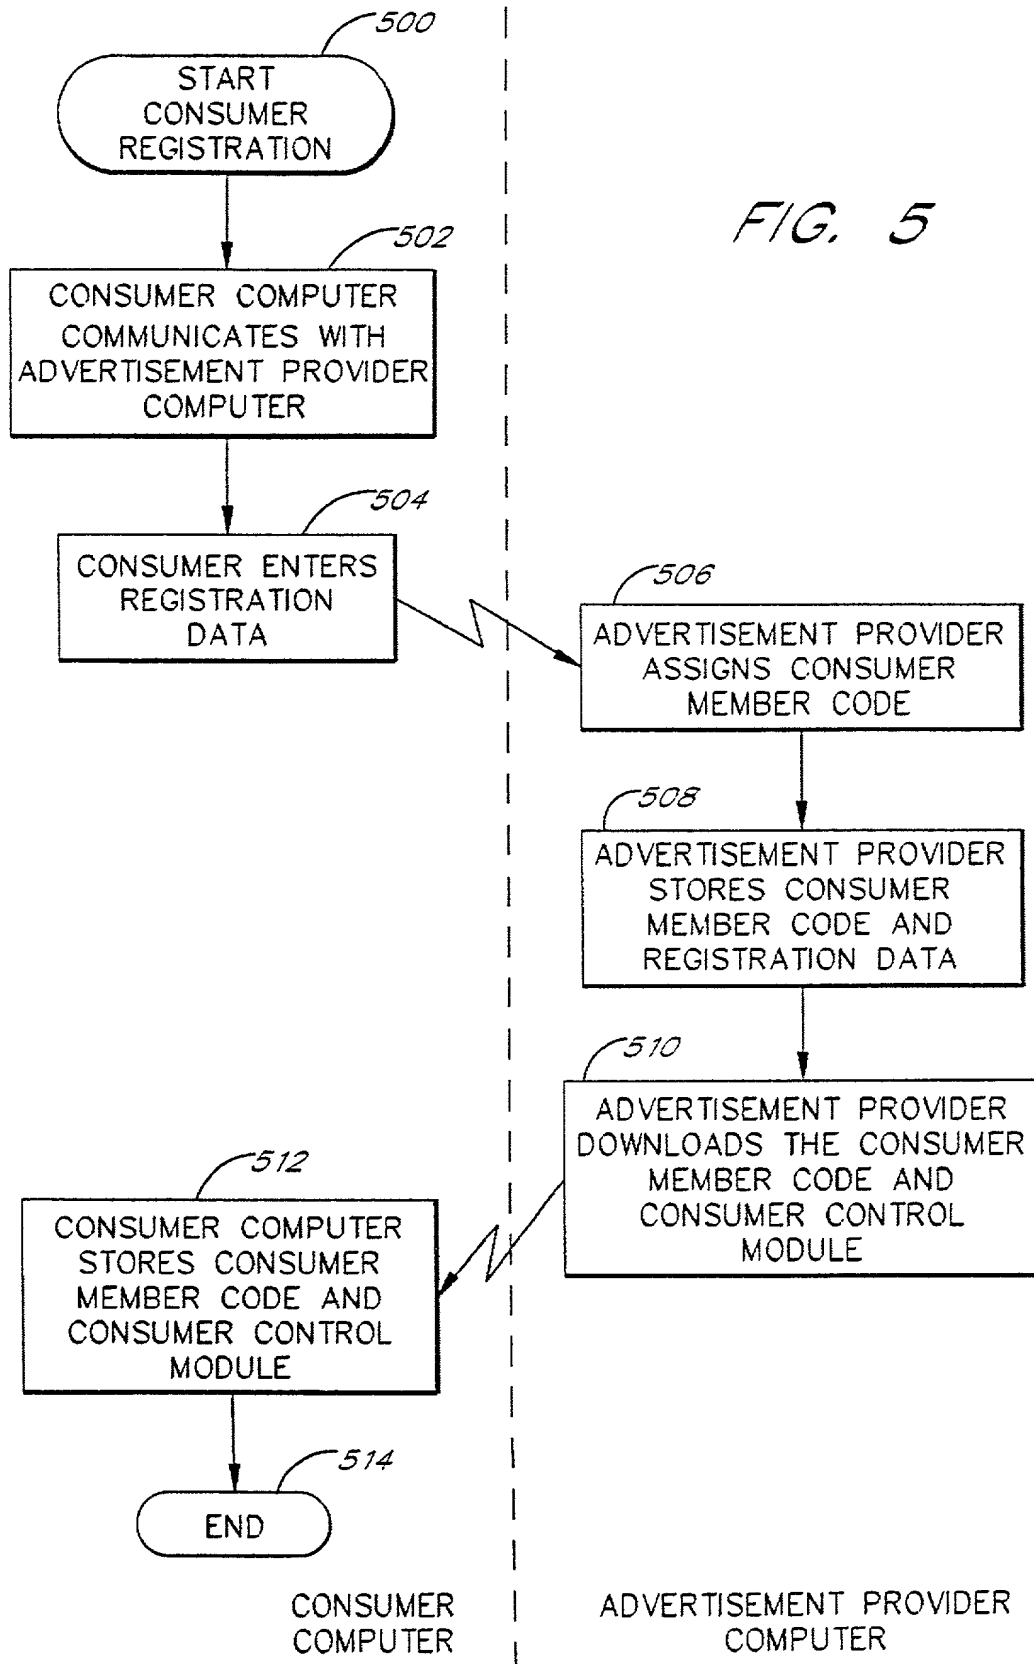 500
START
CONSUMER
REGISTRATION
FIG. 5
502
CONSUMER COMPUTER
COMMUNICATES WITH
ADVERTISEMENT PROVIDER
COMPUTER
504
CONSUMER ENTERS
REGISTRATION
DATA
506
ADVERTISEMENT PROVIDER
ASSIGNS CONSUMER
MEMBER CODE
508
ADVERTISEMENT PROVIDER
STORES CONSUMER
MEMBER CODE AND
REGISTRATION DATA
510
ADVERTISEMENT PROVIDER
DOWNLOADS THE CONSUMER
MEMBER CODE AND
CONSUMER CONTROL
MODULE
512
CONSUMER COMPUTER
STORES CONSUMER
MEMBER CODE AND
CONSUMER CONTROL
MODULE
514
END
CONSUMER
COMPUTER
ADVERTISEMENT PROVIDER
COMPUTER